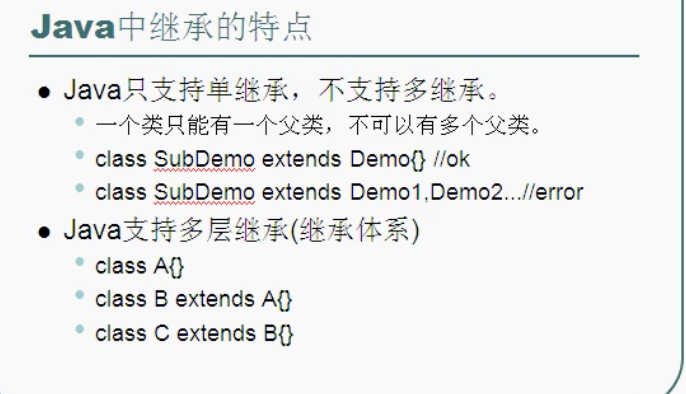 Java中继承的特点
Java只支持单继承，不支持多继承。
一个类只能有一个父类，不可以有多个父类。
class SubDemo extends Demo{} //ok
class SubDemo extends Demo1,Demo2...//error
Java支持多层继承(继承体系)
class A{}
class B extends A{}
class C extends B{}